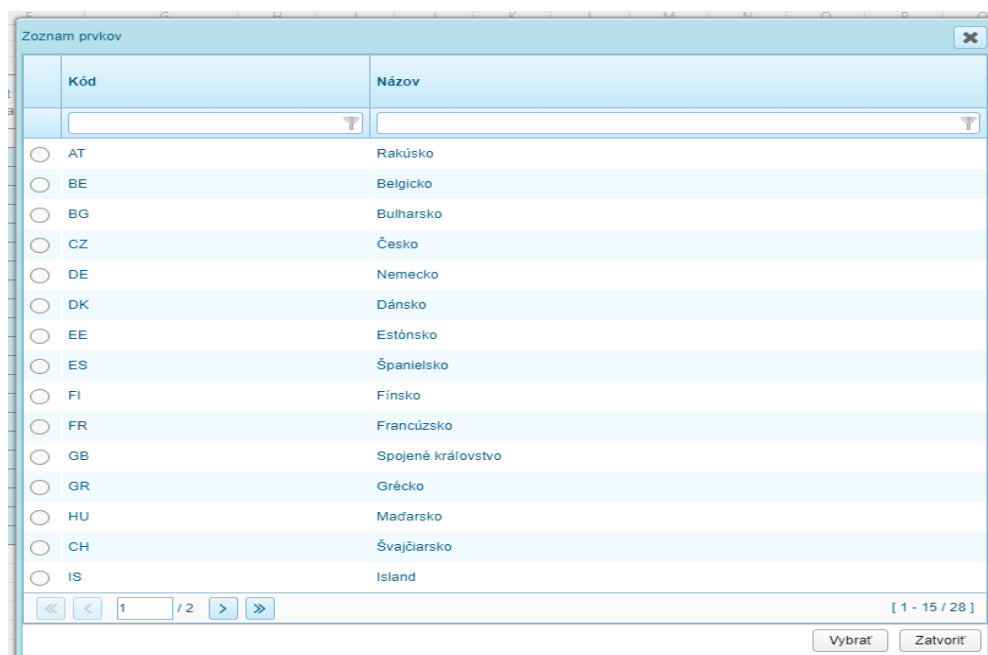 F G H I J K L M N O P Q
Zoznam prvkov
Kód Názov
AT Rakúsko
BE Belgicko
BG Bulharsko
CZ Česko
DE Nemecko
DK Dánsko
EE Estónsko
ES Španielsko
FI Fínsko
FR Francúzsko
GB Spojené kráľovstvo
GR Grécko
HU Maďarsko
CH Švajčiarsko
IS Island
1 / 2 [ 1 - 15 / 28 ]
Vybrať Zatvoriť